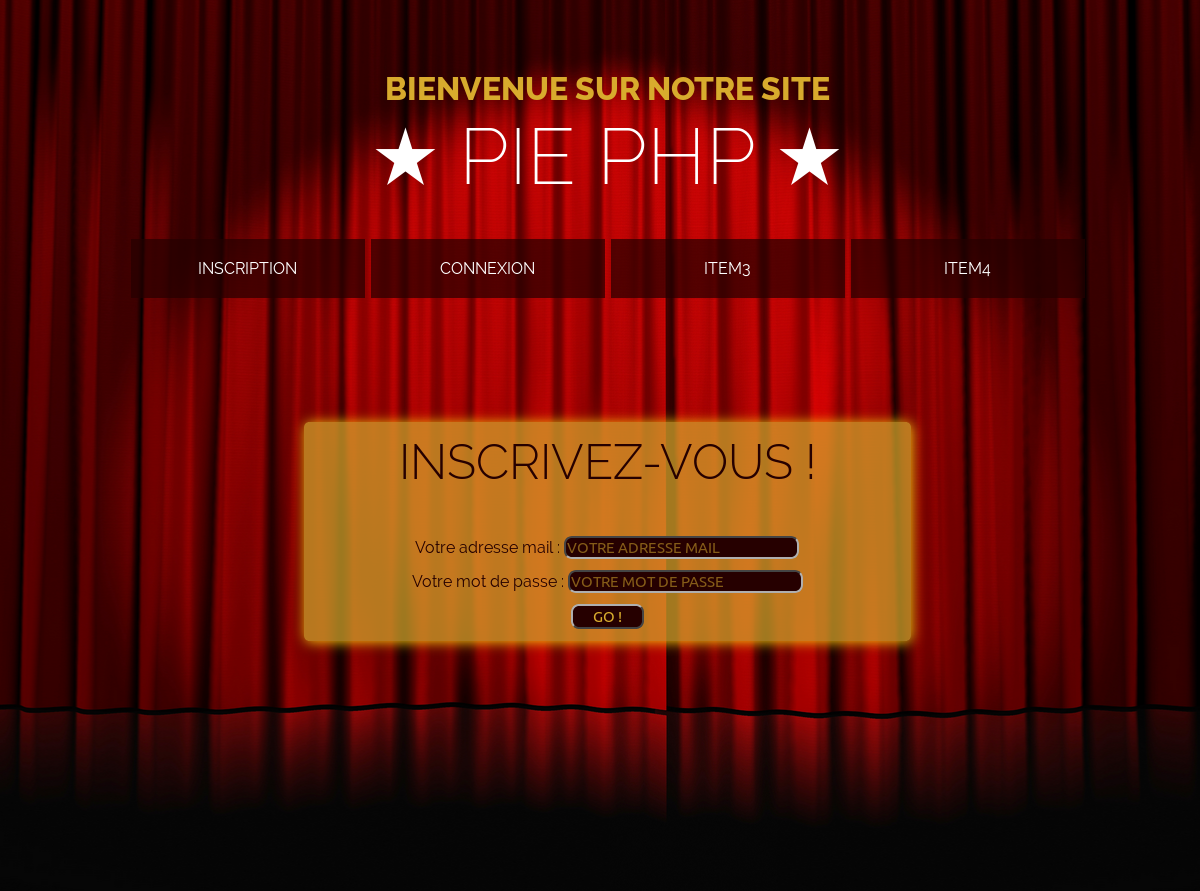 BIENVENUE SUR NOTRE SITE
★ PIE PHP ★
INSCRIPTION CONNEXION ITEM3 ITEM4
INSCRIVEZ-VOUS !
Votre adresse mail : VOTRE ADRESSE MAIL
Votre mot de passe : VOTRE MOT DE PASSE
GO !